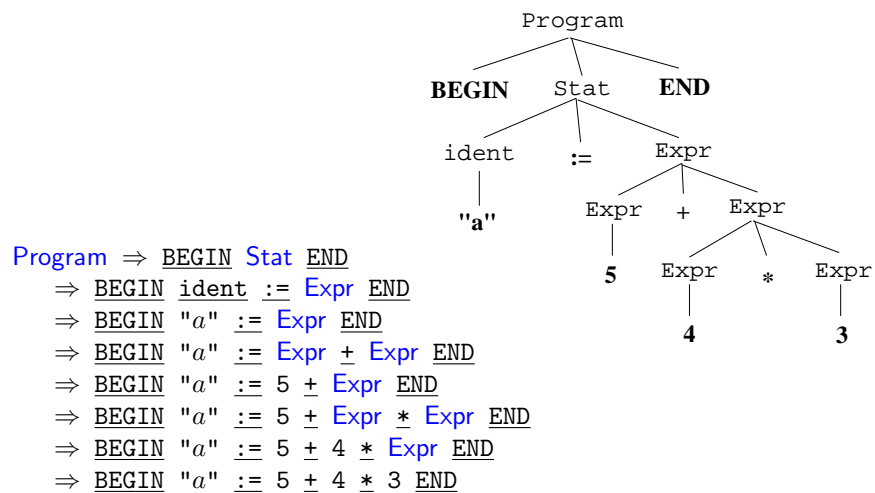 Program
BEGIN Stat END
ident := Expr
"a" Expr + Expr
5 Expr * Expr
4 3
Program ⇒ BEGIN Stat END
⇒ BEGIN ident := Expr END
⇒ BEGIN "a" := Expr END
⇒ BEGIN "a" := Expr + Expr END
⇒ BEGIN "a" := 5 + Expr END
⇒ BEGIN "a" := 5 + Expr * Expr END
⇒ BEGIN "a" := 5 + 4 * Expr END
⇒ BEGIN "a" := 5 + 4 * 3 END